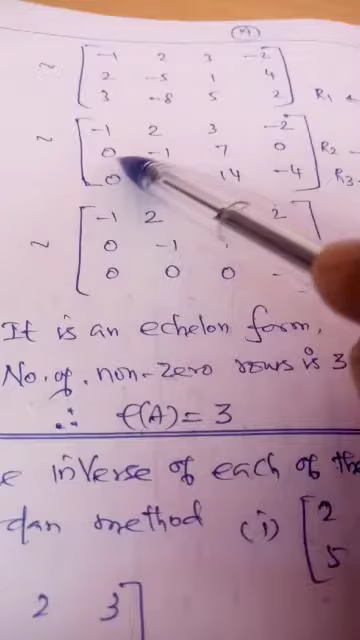 (M)
~ -1 2 3 -2
2 -5 1 4
3 -8 5 2 R1
~ -1 2 3 -2
0 -1 7 0 R2 -
0 14 -4 R3 -
~ -1 2 2
0 -1
0 0 0 -
It is an echelon form.
No. of. non-zero rows is 3
∴ ρ(A) = 3
e inverse of each of the
dan method (i) 2
5
2 3